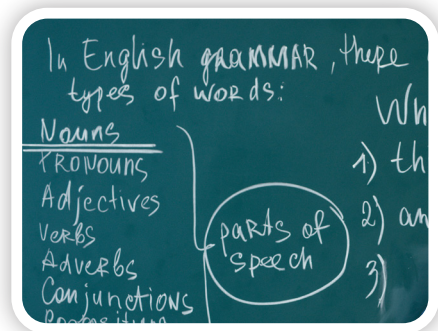 In English grammar, there
types of words:
Nouns
Pronouns
Adjectives
Verbs
Adverbs
Conjunctions
parts of
speech
Wh
1) th
2) an
3)